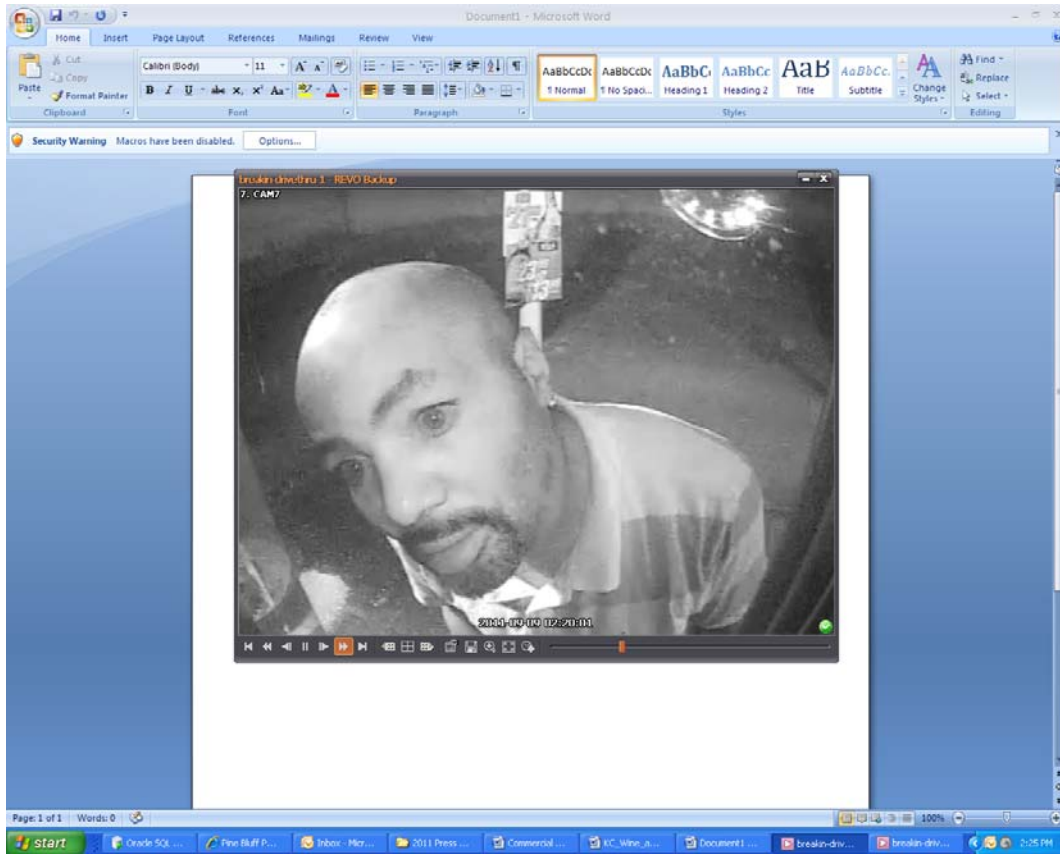 Document1 - Microsoft Word
Home Insert Page Layout References Mailings Review View
Cut
Copy
Paste
Format Painter
Clipboard
Calibri (Body) 11
Font
Paragraph
AaBbCcDc AaBbCcDc AaBbC AaBbCc AaB AaBbCc.
¶ Normal ¶ No Spaci... Heading 1 Heading 2 Title Subtitle
Change Styles
Styles
Find
Replace
Select
Editing
Security Warning Macros have been disabled. Options...
breakin drivethru 1 - REVO Backup
7. CAM7
2011-09-09 02:20:01
Page: 1 of 1 Words: 0 100%
start Oracle SQL ... Pine Bluff P... Inbox - Micr... 2011 Press ... Commercial ... KC_Wine_a... Document1 ... breakin-driv... breakin-driv... 2:25 PM